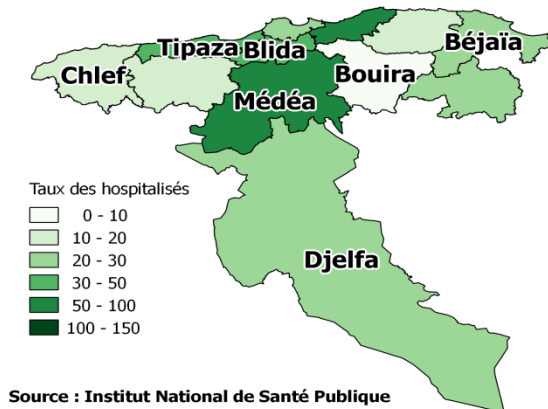 Béjaïa
Tipaza
Blida
Chlef
Bouira
Médéa
Djelfa
Taux des hospitalisés
0 - 10
10 - 20
20 - 30
30 - 50
50 - 100
100 - 150
Source : Institut National de Santé Publique